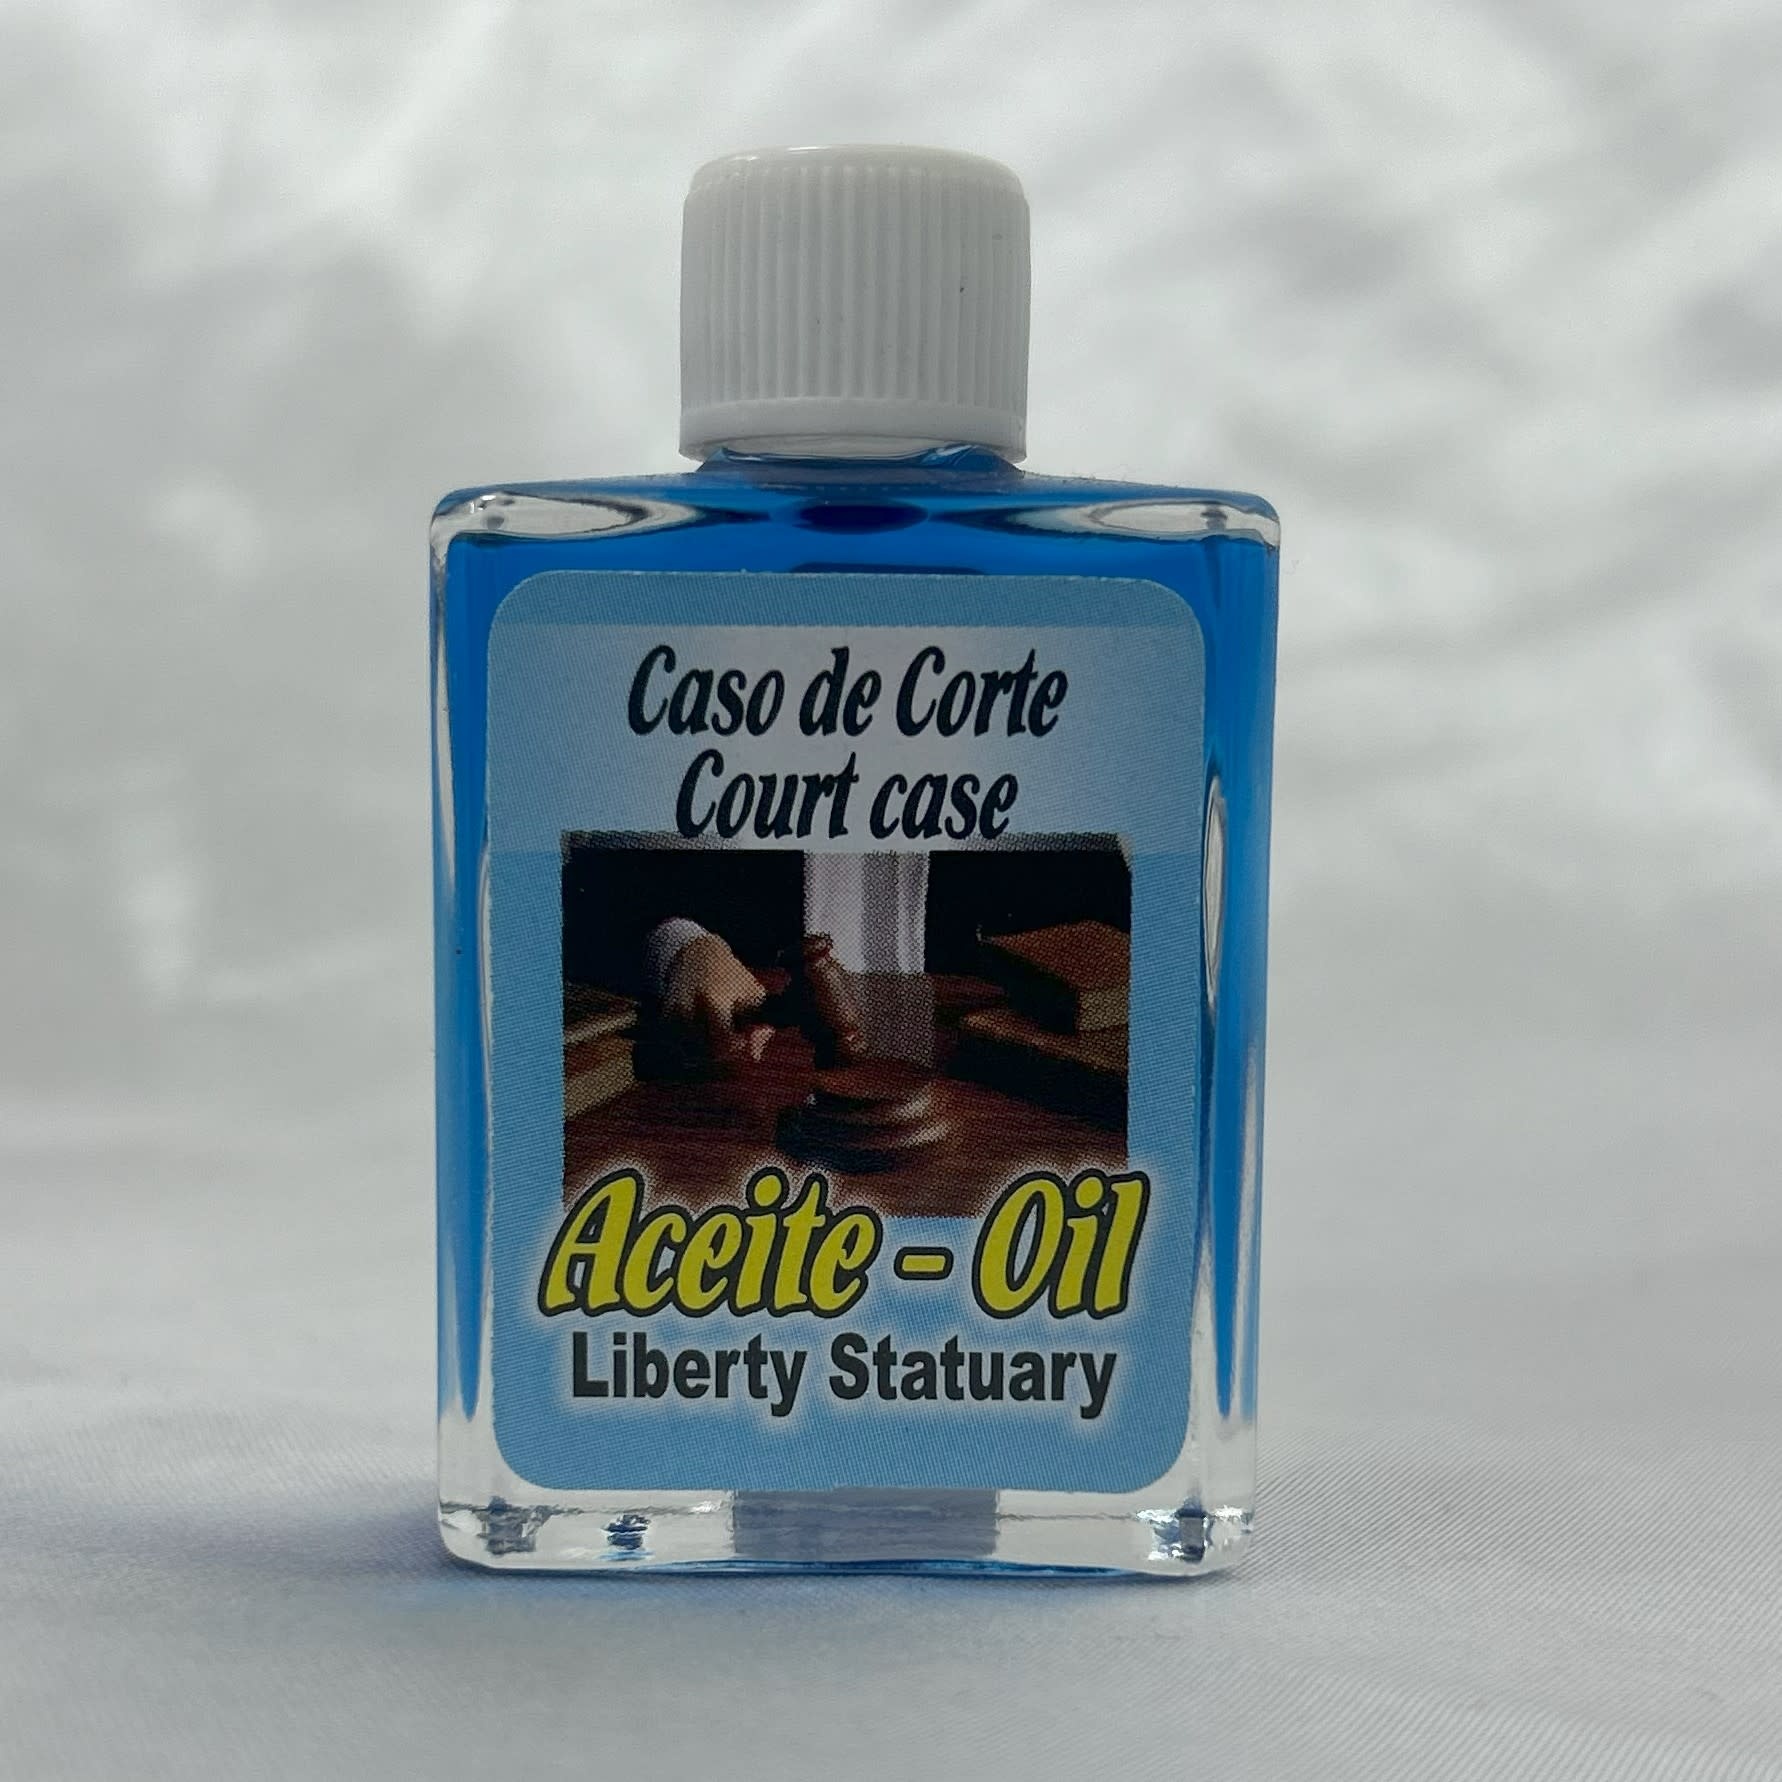 Caso de Corte
Court case
Aceite - Oil
Liberty Statuary